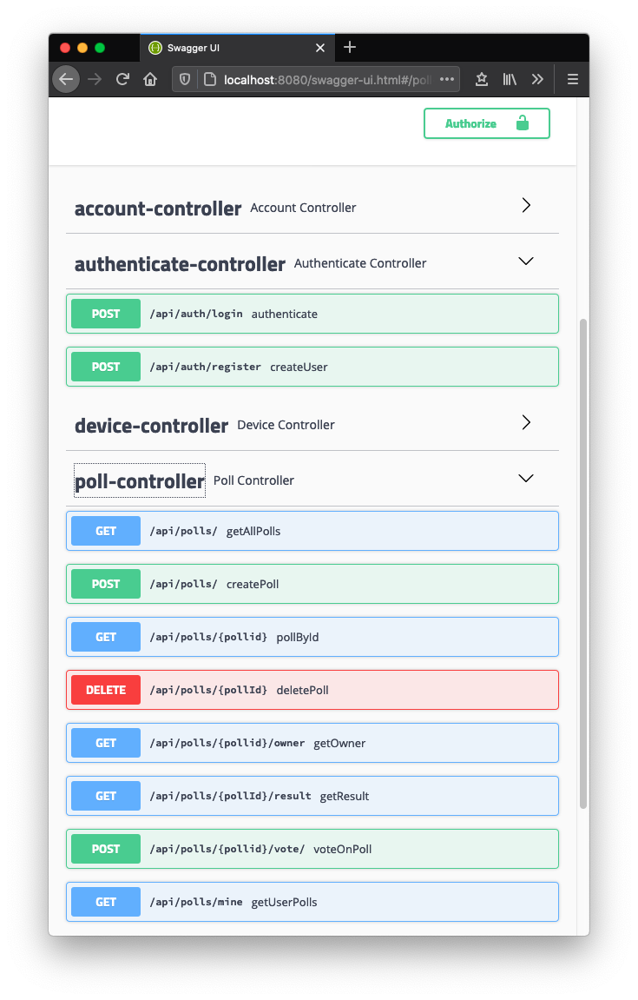 Swagger UI
localhost:8080/swagger-ui.html#/poll
Authorize
account-controller Account Controller
authenticate-controller Authenticate Controller
POST /api/auth/login authenticate
POST /api/auth/register createUser
device-controller Device Controller
poll-controller Poll Controller
GET /api/polls/ getAllPolls
POST /api/polls/ createPoll
GET /api/polls/{pollid} pollById
DELETE /api/polls/{pollId} deletePoll
GET /api/polls/{pollid}/owner getOwner
GET /api/polls/{pollId}/result getResult
POST /api/polls/{pollid}/vote/ voteOnPoll
GET /api/polls/mine getUserPolls